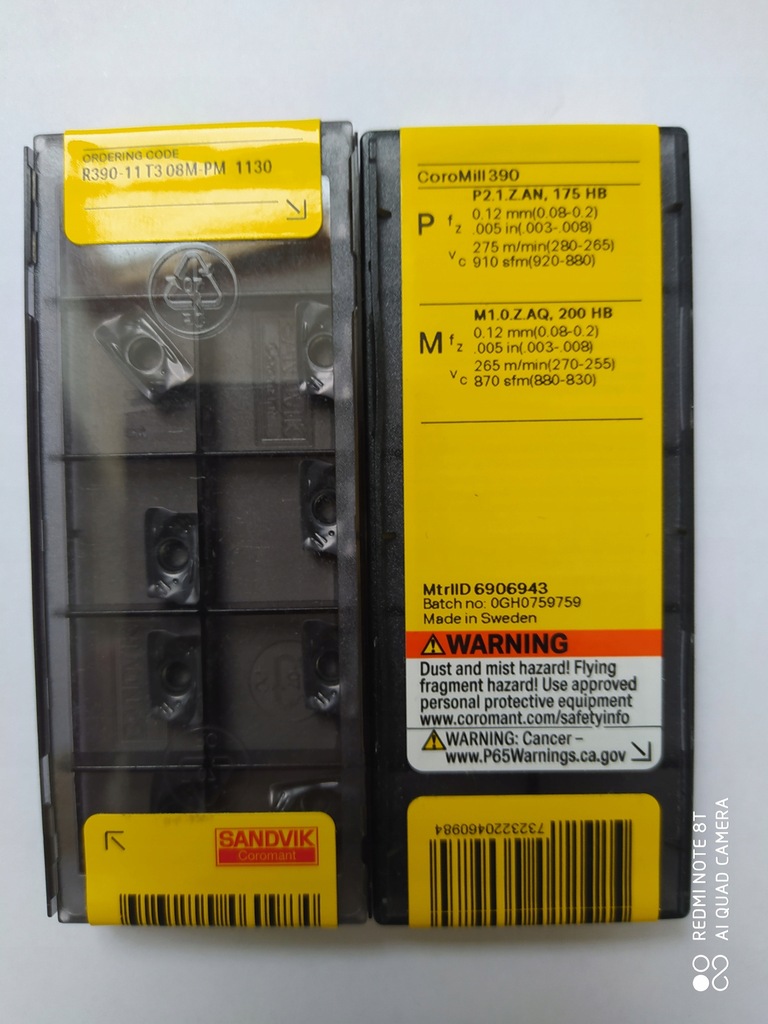 ORDERING CODE
R390-11 T3 08M-PM 1130
SANDVIK
Coromant
CoroMill 390
P2.1.Z.AN, 175 HB
P fz 0.12 mm(0.08-0.2)
.005 in(.003-.008)
vc 275 m/min(280-265)
910 sfm(920-880)
M1.0.Z.AQ, 200 HB
M fz 0.12 mm(0.08-0.2)
.005 in(.003-.008)
vc 265 m/min(270-255)
870 sfm(880-830)
MtrlID 6906943
Batch no: 0GH0759759
Made in Sweden
WARNING
Dust and mist hazard! Flying
fragment hazard! Use approved
personal protective equipment
www.coromant.com/safetyinfo
WARNING: Cancer –
www.P65Warnings.ca.gov
7323220460984
REDMI NOTE 8T
AI QUAD CAMERA